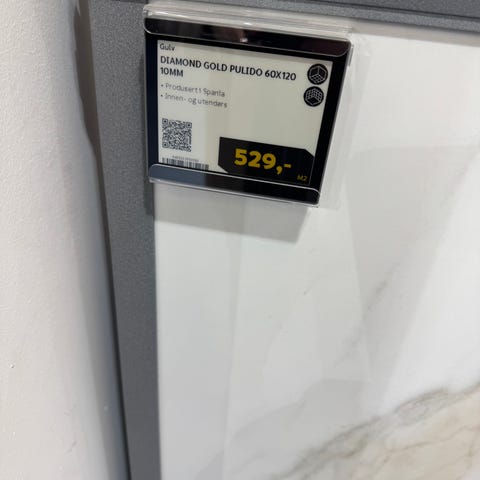 Gulv
DIAMOND GOLD PULIDO 60X120
10MM
• Produsert i Spania
• Innen- og utendørs
529,-
M2